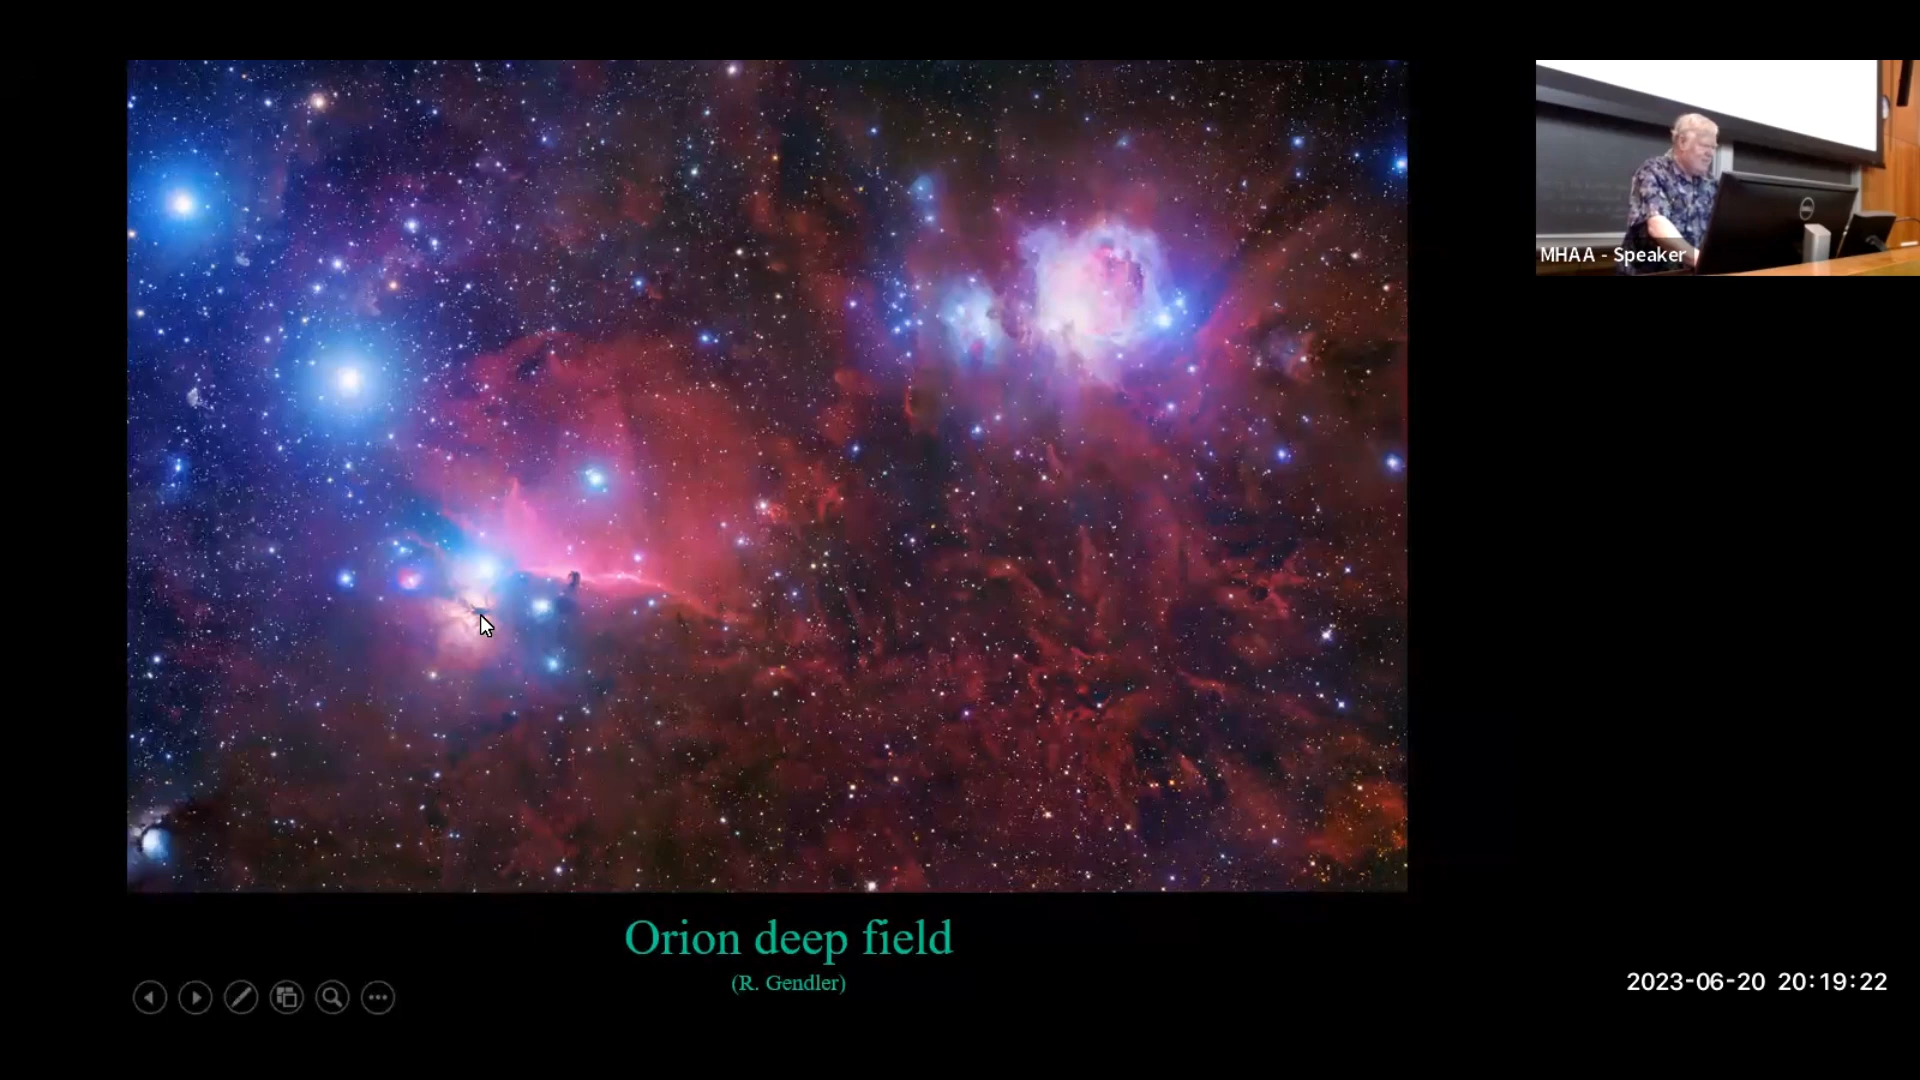 MHAA - Speaker
Orion deep field
(R. Gendler)
2023-06-20 20:19:22